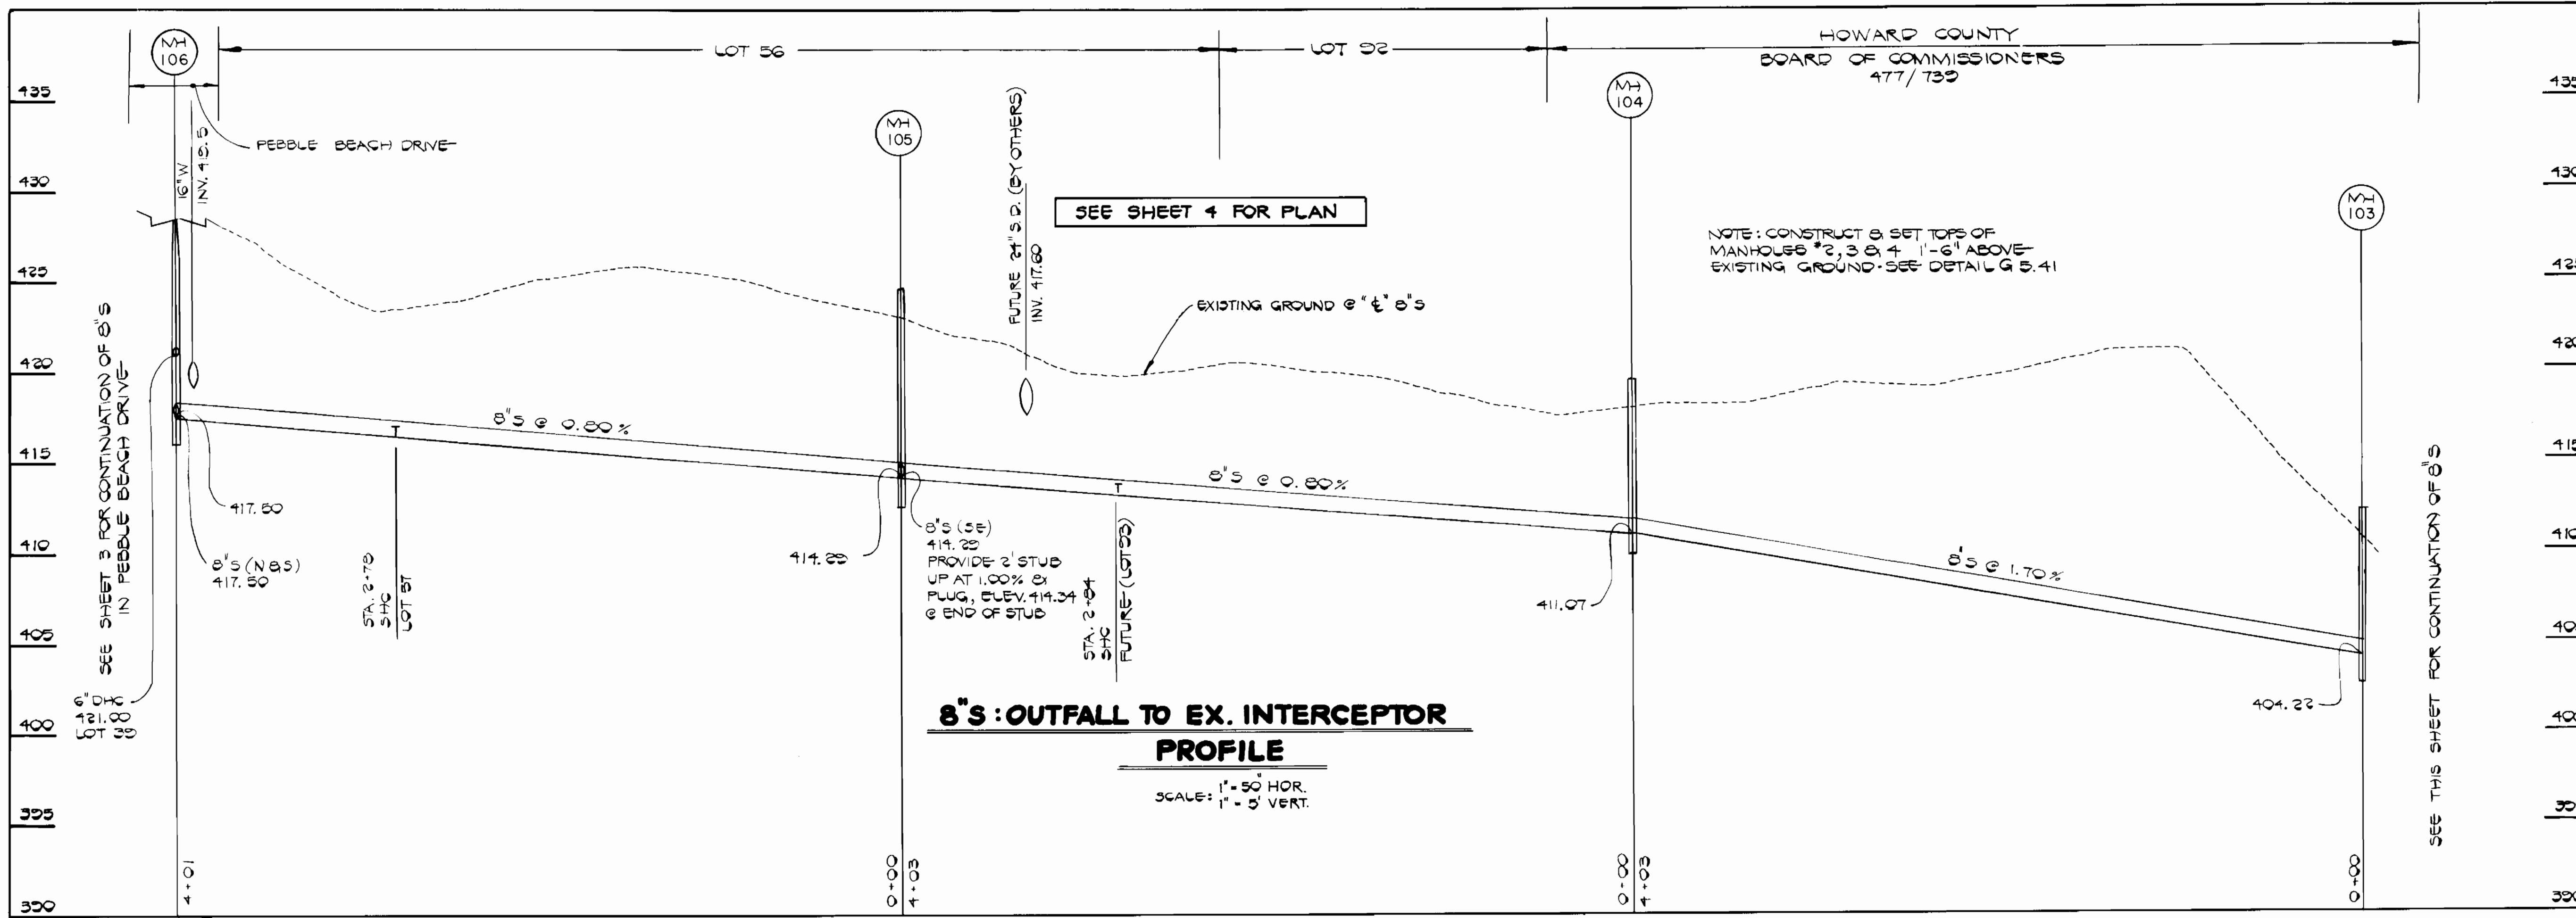 MH
106
LOT 56
LOT 92
HOWARD COUNTY
BOARD OF COMMISSIONERS
477/739
PEBBLE BEACH DRIVE
16"W
MH
105
MH
104
MH
103
435
430
425
420
415
410
405
400
395
390
FUTURE 24" S.D. (BY OTHERS)
INV. 417.60
SEE SHEET 4 FOR PLAN
NOTE: CONSTRUCT & SET TOPS OF
MANHOLES #2, 3 & 4 1'-6" ABOVE
EXISTING GROUND. SEE DETAIL G 5.41
EXISTING GROUND @ "℄" 8"S
SEE SHEET 3 FOR CONTINUATION OF 8"S
IN PEBBLE BEACH DRIVE
8"S @ 0.80%
8"S @ 0.80%
8"S @ 1.70%
417.50
8"S (N&S)
417.50
STA. 2+78
SHC
LOT 57
414.29
8"S (SE)
414.29
PROVIDE 2' STUB
UP AT 1.00% &
PLUG, ELEV. 414.34
@ END OF STUB
STA. 2+84
SHC
FUTURE (LOT 93)
411.07
404.22
6" DHC
421.00
LOT 39
SEE THIS SHEET FOR CONTINUATION OF 8"S
8"S: OUTFALL TO EX. INTERCEPTOR
PROFILE
SCALE: 1"=50' HOR.
1"=5' VERT.
4+01
0+00
4+03
0+00
4+03
0+00